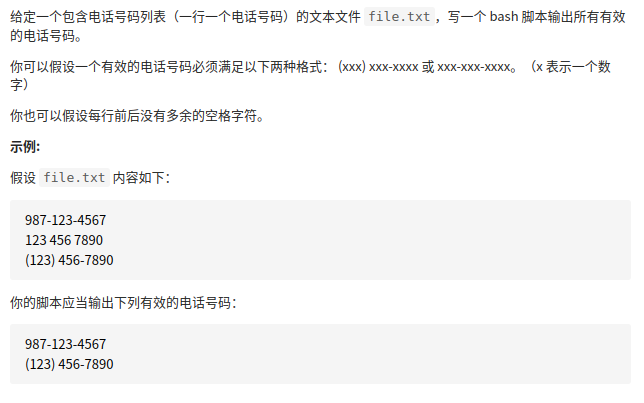 给定一个包含电话号码列表（一行一个电话号码）的文本文件 file.txt，写一个 bash 脚本输出所有有效
的电话号码。
你可以假设一个有效的电话号码必须满足以下两种格式： (xxx) xxx-xxxx 或 xxx-xxx-xxxx。（x 表示一个数
字）
你也可以假设每行前后没有多余的空格字符。
示例:
假设 file.txt 内容如下：
987-123-4567
123 456 7890
(123) 456-7890
你的脚本应当输出下列有效的电话号码：
987-123-4567
(123) 456-7890